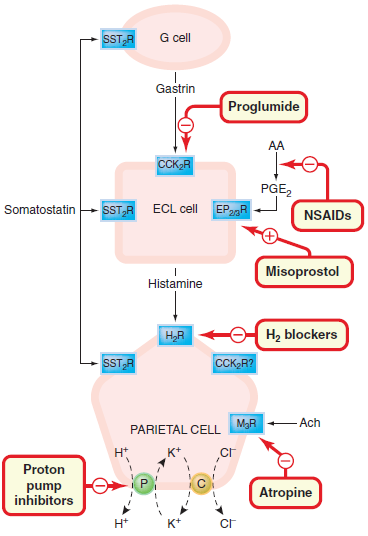 SST₂R
G cell
Gastrin
Proglumide
−
AA
CCK₂R
−
PGE₂
NSAIDs
Somatostatin
SST₂R
ECL cell
EP₂/₃R
+
Misoprostol
Histamine
H₂R
−
H₂ blockers
SST₂R
CCK₂R?
PARIETAL CELL
M₃R
Ach
H⁺
K⁺
Cl⁻
−
Proton
pump
inhibitors
−
P
C
Atropine
H⁺
K⁺
Cl⁻